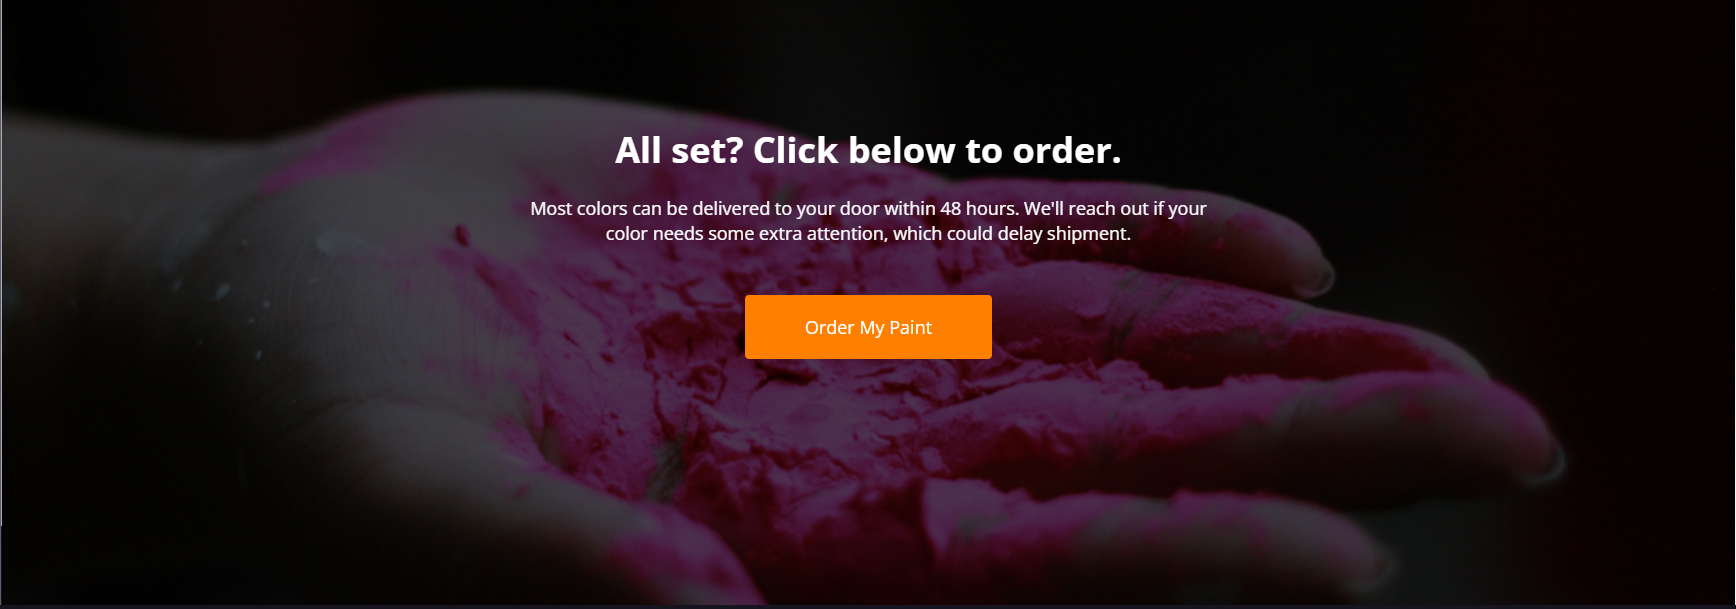 All set? Click below to order.
Most colors can be delivered to your door within 48 hours. We'll reach out if your
color needs some extra attention, which could delay shipment.
Order My Paint